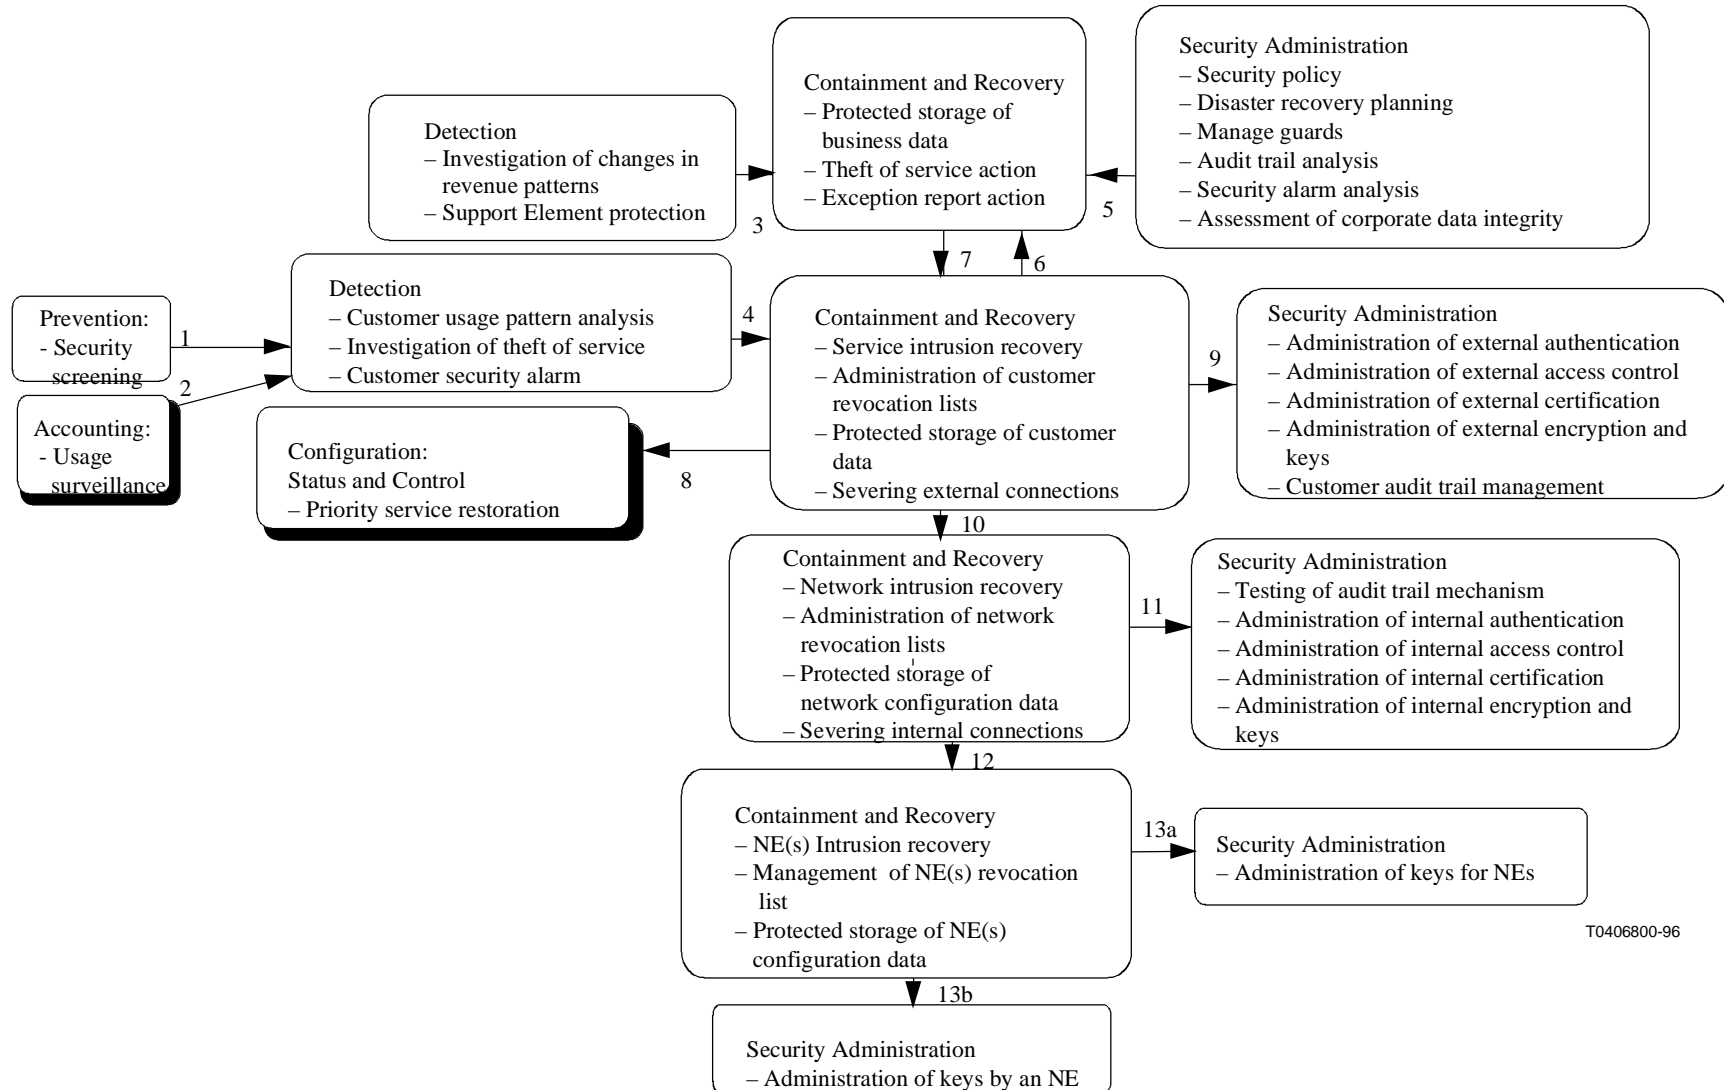 Containment and Recovery
– Protected storage of
business data
– Theft of service action
– Exception report action
Security Administration
– Security policy
– Disaster recovery planning
– Manage guards
– Audit trail analysis
– Security alarm analysis
– Assessment of corporate data integrity
Detection
– Investigation of changes in
revenue patterns
– Support Element protection
3
5
7
6
Prevention:
- Security
screening
1
2
Accounting:
- Usage
surveillance
Detection
– Customer usage pattern analysis
– Investigation of theft of service
– Customer security alarm
4
Containment and Recovery
– Service intrusion recovery
– Administration of customer
revocation lists
– Protected storage of customer
data
– Severing external connections
9
Security Administration
– Administration of external authentication
– Administration of external access control
– Administration of external certification
– Administration of external encryption and
keys
– Customer audit trail management
Configuration:
Status and Control
– Priority service restoration
8
10
Containment and Recovery
– Network intrusion recovery
– Administration of network
revocation lists
– Protected storage of
network configuration data
– Severing internal connections
11
Security Administration
– Testing of audit trail mechanism
– Administration of internal authentication
– Administration of internal access control
– Administration of internal certification
– Administration of internal encryption and
keys
12
Containment and Recovery
– NE(s) Intrusion recovery
– Management of NE(s) revocation
list
– Protected storage of NE(s)
configuration data
13a
Security Administration
– Administration of keys for NEs
T0406800-96
13b
Security Administration
– Administration of keys by an NE